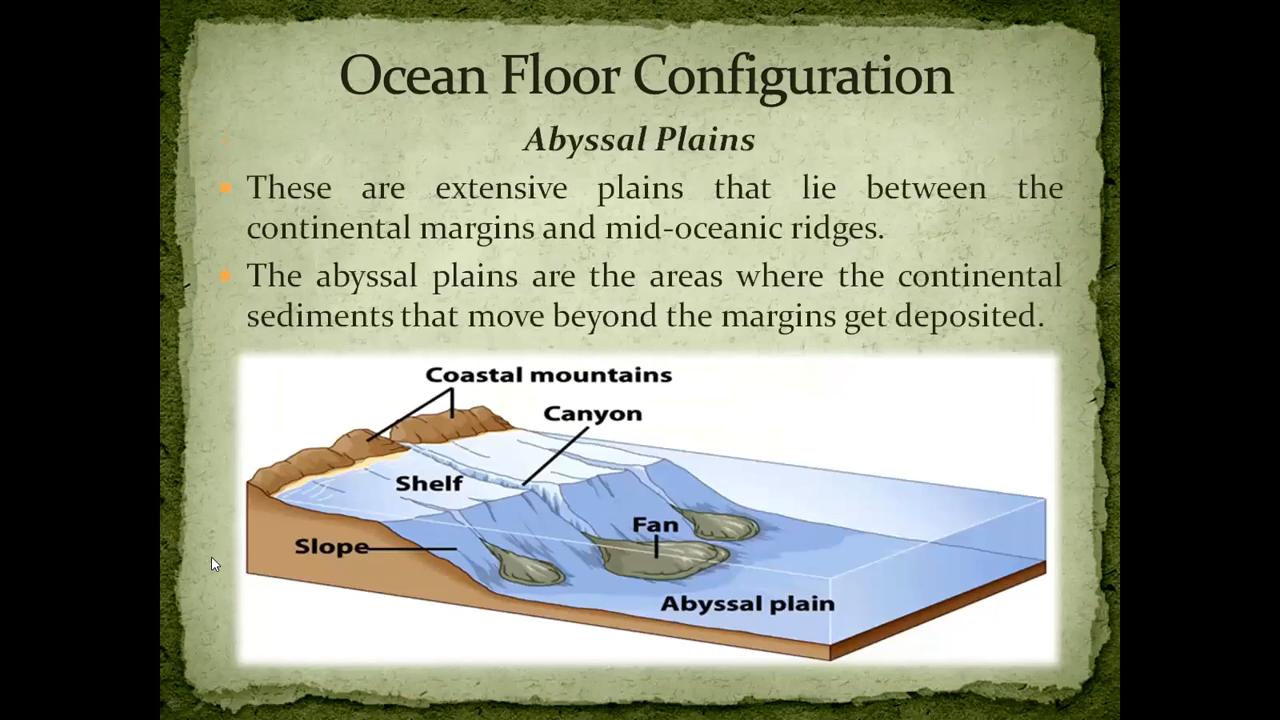 Ocean Floor Configuration
Abyssal Plains
These are extensive plains that lie between the
continental margins and mid-oceanic ridges.
The abyssal plains are the areas where the continental
sediments that move beyond the margins get deposited.
Coastal mountains
Canyon
Shelf
Fan
Slope
Abyssal plain